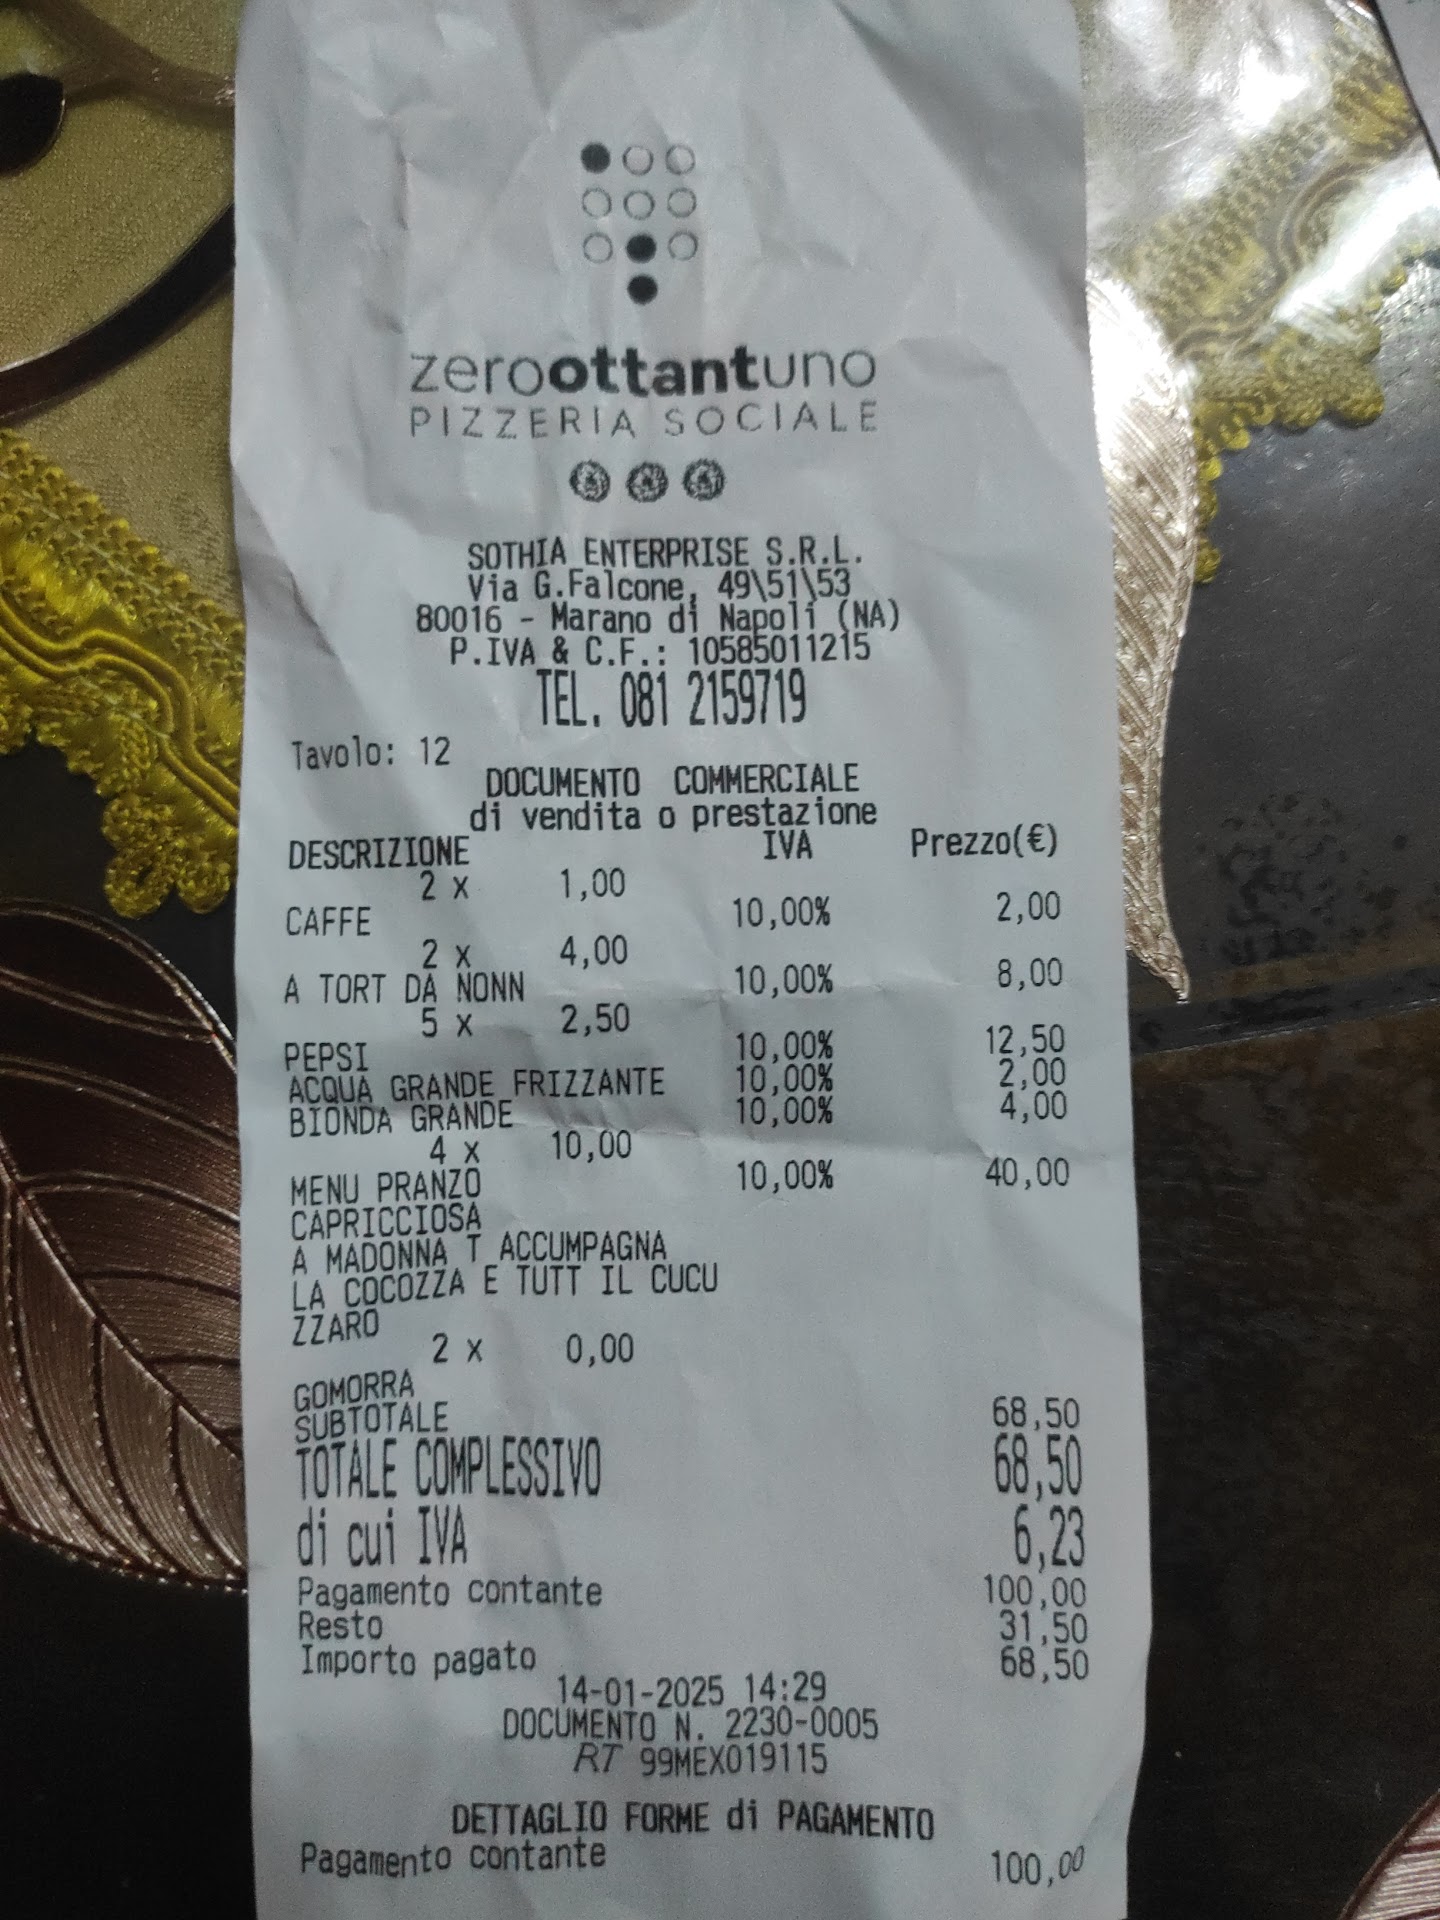 zeroottantuno
PIZZERIA SOCIALE
SOTHIA ENTERPRISE S.R.L.
Via G.Falcone, 49\51\53
80016 - Marano di Napoli (NA)
P.IVA & C.F.: 10585011215
TEL. 081 2159719
Tavolo: 12
DOCUMENTO COMMERCIALE
di vendita o prestazione
DESCRIZIONE IVA Prezzo(€)
2 x 1,00
CAFFE 10,00% 2,00
2 x 4,00
A TORT DA NONN 10,00% 8,00
5 x 2,50
PEPSI 10,00% 12,50
ACQUA GRANDE FRIZZANTE 10,00% 2,00
BIONDA GRANDE 10,00% 4,00
4 x 10,00
MENU PRANZO 10,00% 40,00
CAPRICCIOSA
A MADONNA T ACCUMPAGNA
LA COCOZZA E TUTT IL CUCU
ZZARO
2 x 0,00
GOMORRA
SUBTOTALE 68,50
TOTALE COMPLESSIVO 68,50
di cui IVA 6,23
Pagamento contante 100,00
Resto 31,50
Importo pagato 68,50
14-01-2025 14:29
DOCUMENTO N. 2230-0005
RT 99MEX019115
DETTAGLIO FORME di PAGAMENTO
Pagamento contante 100,00